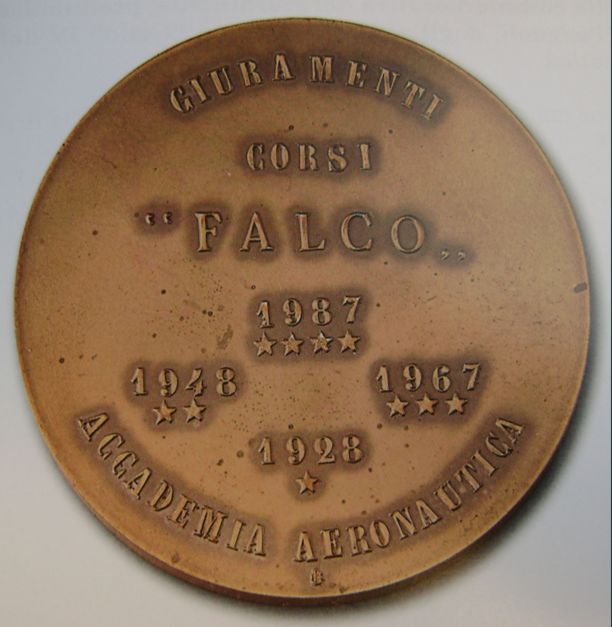 GIURAMENTI
CORSI
"FALCO„
1987
★★★★
1948 1967
★★ ★★★
1928
★
ACCADEMIA AERONAUTICA